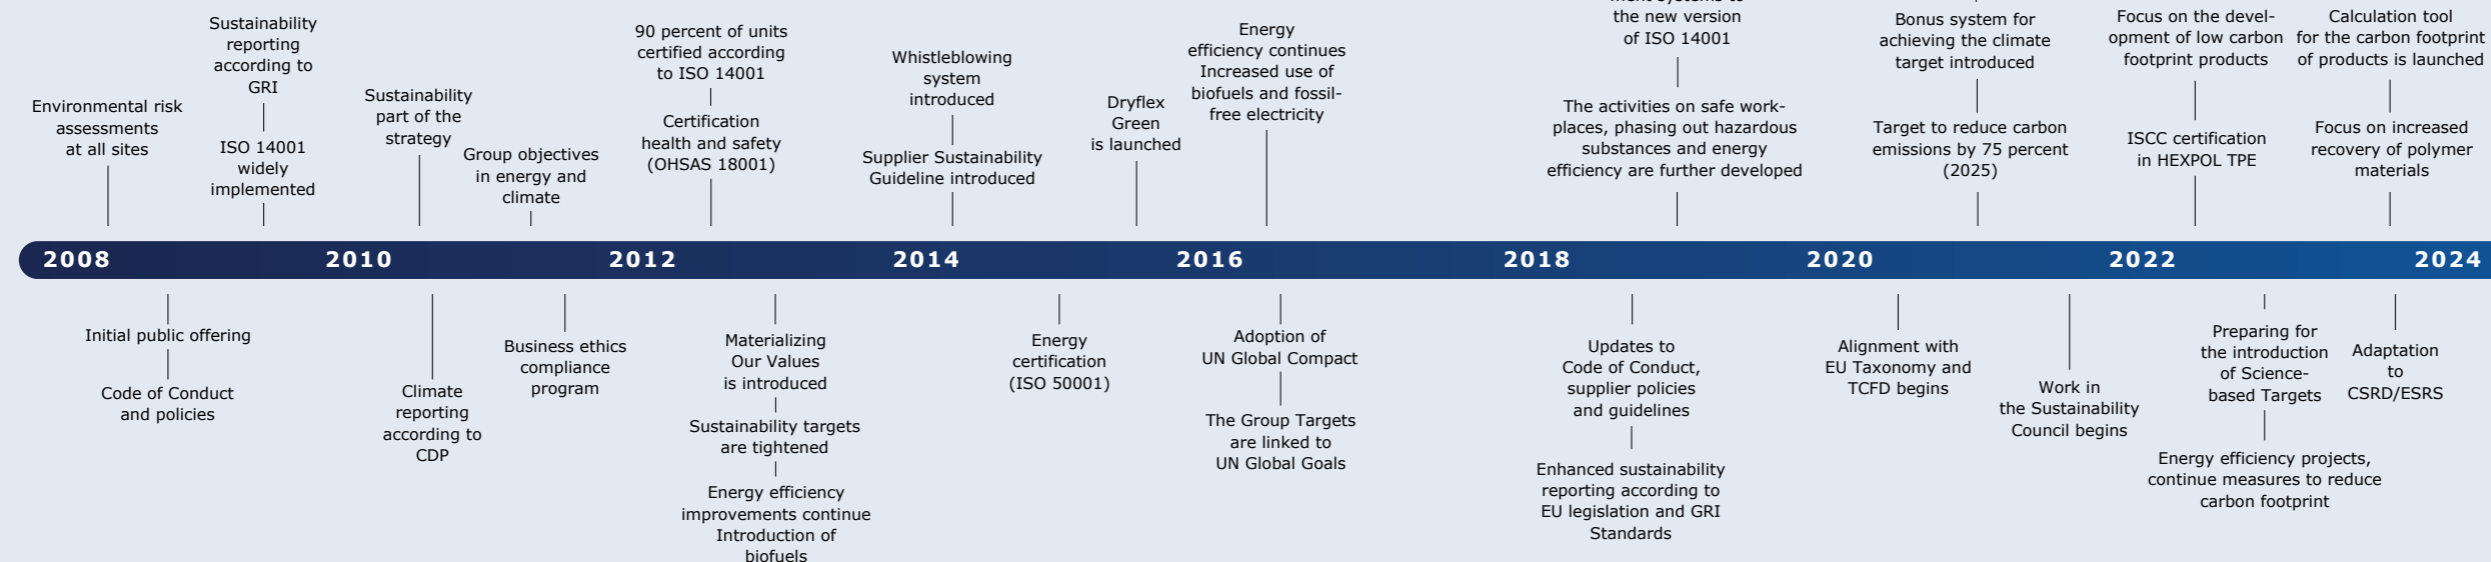 Environmental risk
assessments
at all sites
Sustainability
reporting
according to
GRI
ISO 14001
widely
implemented
Sustainability
part of the
strategy
Group objectives
in energy and
climate
90 percent of units
certified according
to ISO 14001
Certification
health and safety
(OHSAS 18001)
Whistleblowing
system
introduced
Supplier Sustainability
Guideline introduced
Dryflex
Green
is launched
Energy
efficiency continues
Increased use of
biofuels and fossil-
free electricity
the new version
of ISO 14001
The activities on safe work-
places, phasing out hazardous
substances and energy
efficiency are further developed
Bonus system for
achieving the climate
target introduced
Target to reduce carbon
emissions by 75 percent
(2025)
Focus on the devel-
opment of low carbon
footprint products
ISCC certification
in HEXPOL TPE
Calculation tool
for the carbon footprint
of products is launched
Focus on increased
recovery of polymer
materials
2008 2010 2012 2014 2016 2018 2020 2022 2024
Initial public offering
Code of Conduct
and policies
Climate
reporting
according to
CDP
Business ethics
compliance
program
Materializing
Our Values
is introduced
Sustainability targets
are tightened
Energy efficiency
improvements continue
Introduction of
biofuels
Energy
certification
(ISO 50001)
Adoption of
UN Global Compact
The Group Targets
are linked to
UN Global Goals
Updates to
Code of Conduct,
supplier policies
and guidelines
Enhanced sustainability
reporting according to
EU legislation and GRI
Standards
Alignment with
EU Taxonomy and
TCFD begins
Work in
the Sustainability
Council begins
Preparing for
the introduction
of Science-
based Targets
Energy efficiency projects,
continue measures to reduce
carbon footprint
Adaptation
to
CSRD/ESRS